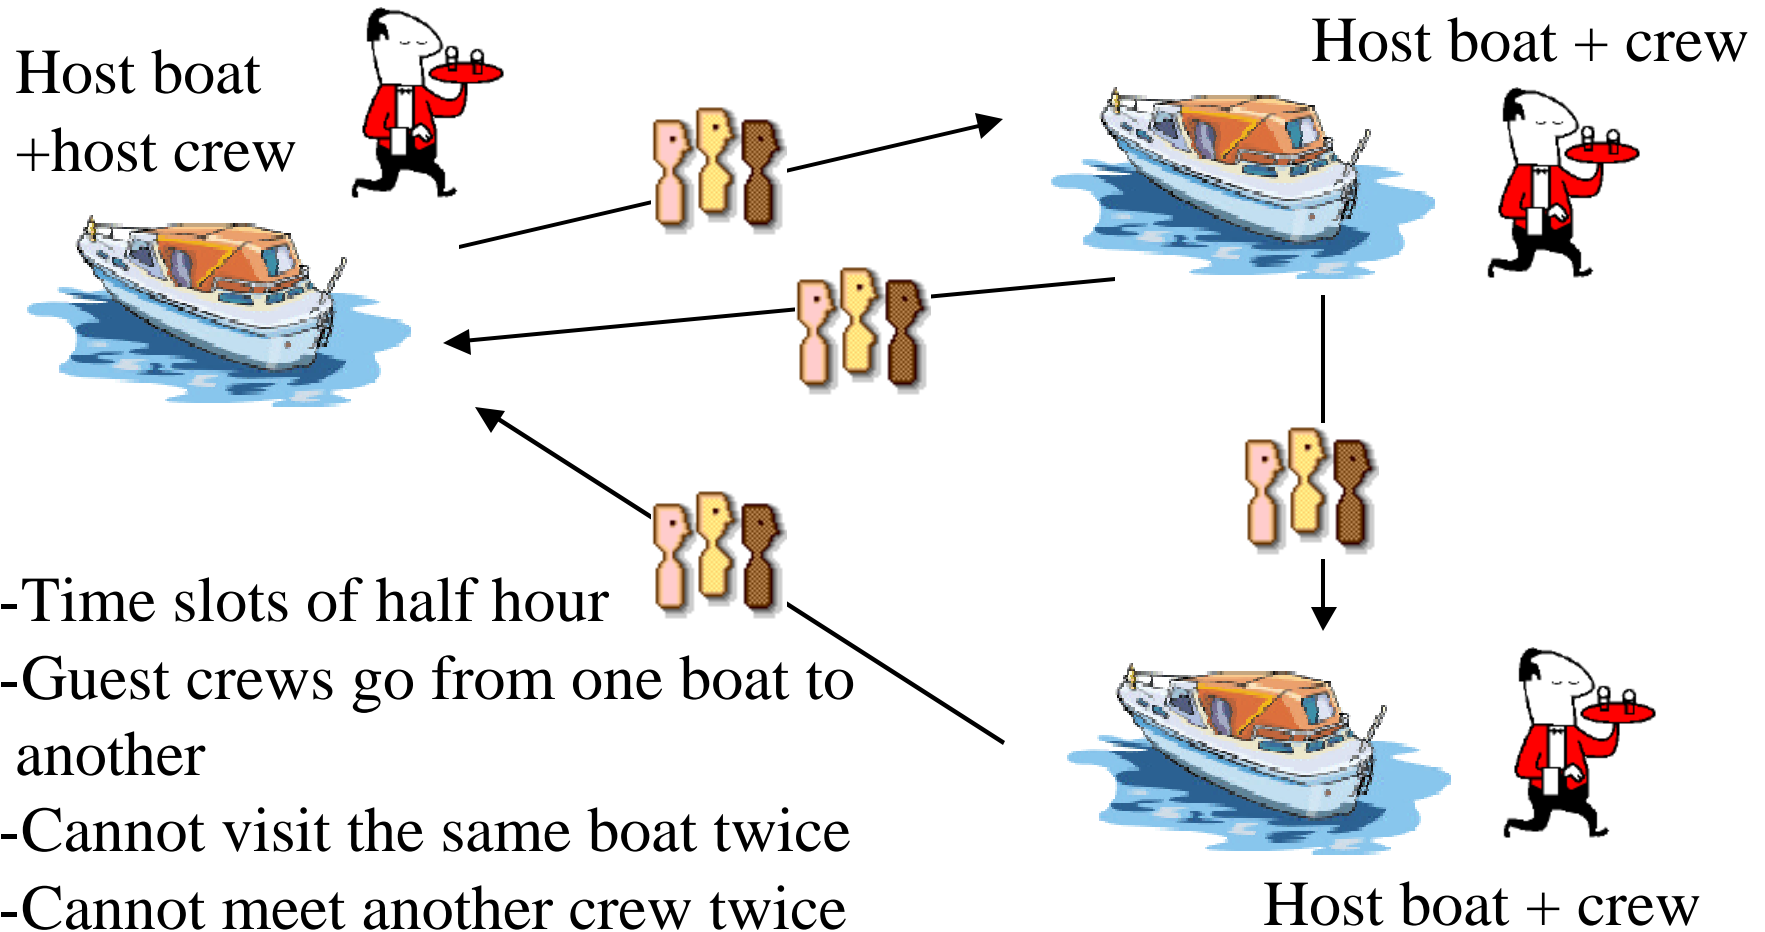 Host boat
+host crew
Host boat + crew
-Time slots of half hour
-Guest crews go from one boat to
another
-Cannot visit the same boat twice
-Cannot meet another crew twice
Host boat + crew